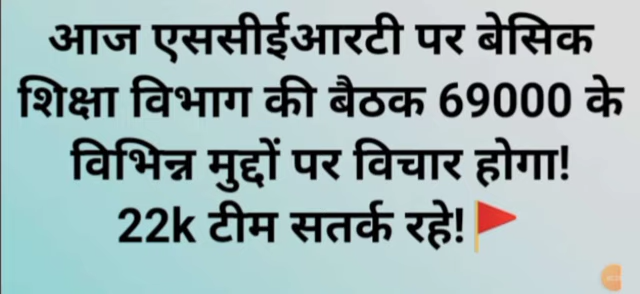 आज एससीईआरटी पर बेसिक
शिक्षा विभाग की बैठक 69000 के
विभिन्न मुद्दों पर विचार होगा!
22k टीम सतर्क रहे!🚩